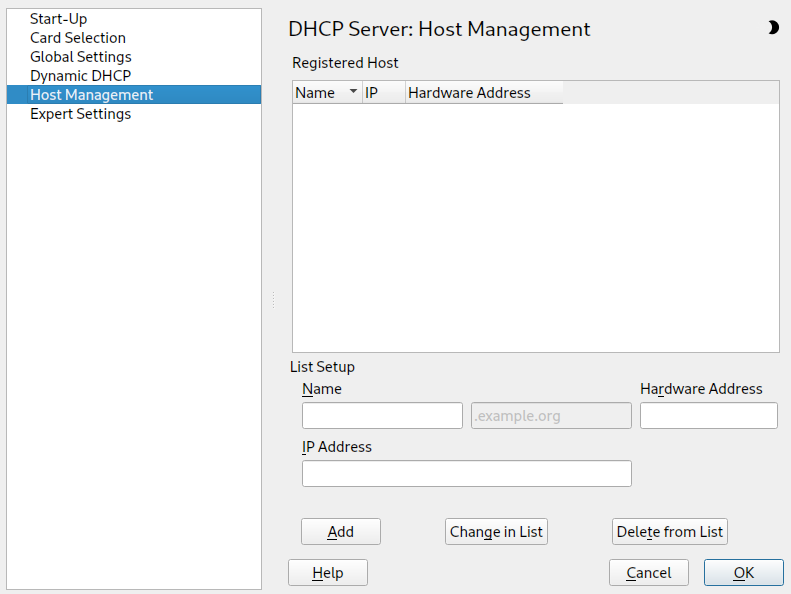 Start-Up
Card Selection
Global Settings
Dynamic DHCP
Host Management
Expert Settings
DHCP Server: Host Management
Registered Host
Name IP Hardware Address
List Setup
Name Hardware Address
.example.org
IP Address
Add Change in List Delete from List
Help Cancel OK